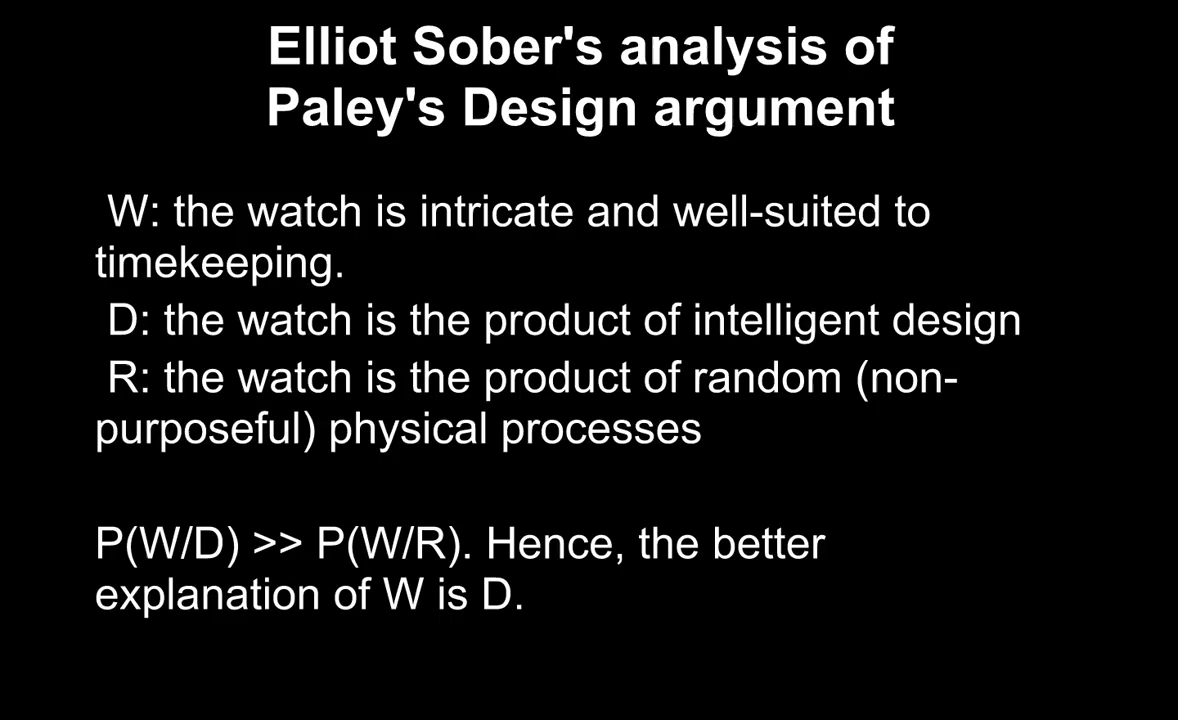 Elliot Sober's analysis of
Paley's Design argument
W: the watch is intricate and well-suited to
timekeeping.
D: the watch is the product of intelligent design
R: the watch is the product of random (non-
purposeful) physical processes
P(W/D) >> P(W/R). Hence, the better
explanation of W is D.